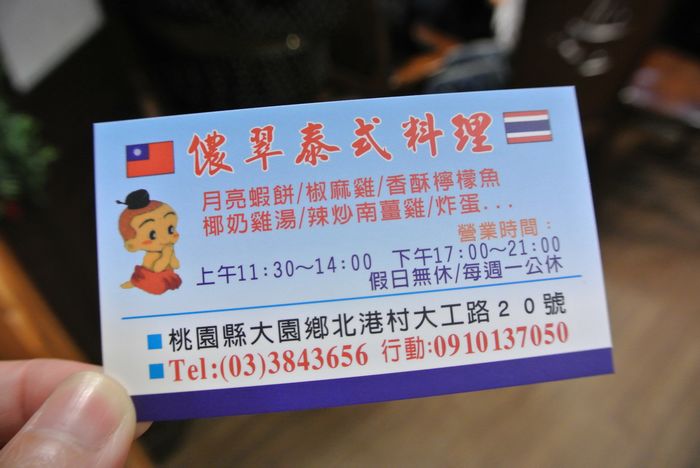 儂翠泰式料理
月亮蝦餅/椒麻雞/香酥檸檬魚
椰奶雞湯/辣炒南薑雞/炸蛋...
營業時間：
上午11:30～14:00 下午17:00～21:00
假日無休/每週一公休
桃園縣大園鄉北港村大工路２０號
Tel:(03)3843656 行動:0910137050